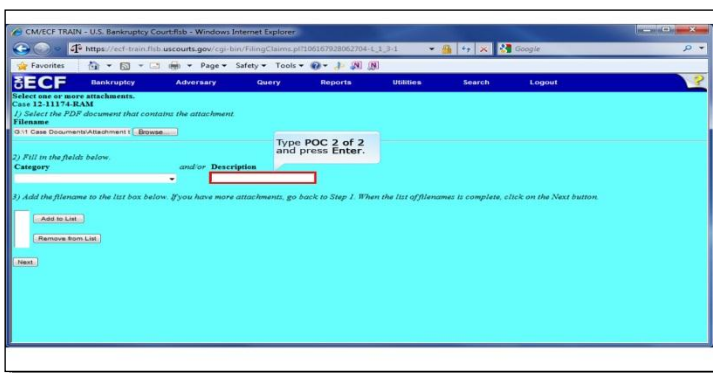 CM/ECF TRAIN - U.S. Bankruptcy Court:flsb - Windows Internet Explorer
https://ecf-train.flsb.uscourts.gov/cgi-bin/FilingClaims.pl?106167928062704-L_1_3-1
Google
Favorites Page Safety Tools
ECF Bankruptcy Adversary Query Reports Utilities Search Logout ?
Select one or more attachments.
Case 12-11174-RAM
1) Select the PDF document that contains the attachment.
Filename
G:\1 Case Documents\Attachment t Browse...
Type POC 2 of 2
and press Enter.
2) Fill in the fields below.
Category and/or Description
3) Add the filename to the list box below. If you have more attachments, go back to Step 1. When the list of filenames is complete, click on the Next button.
Add to List
Remove from List
Next